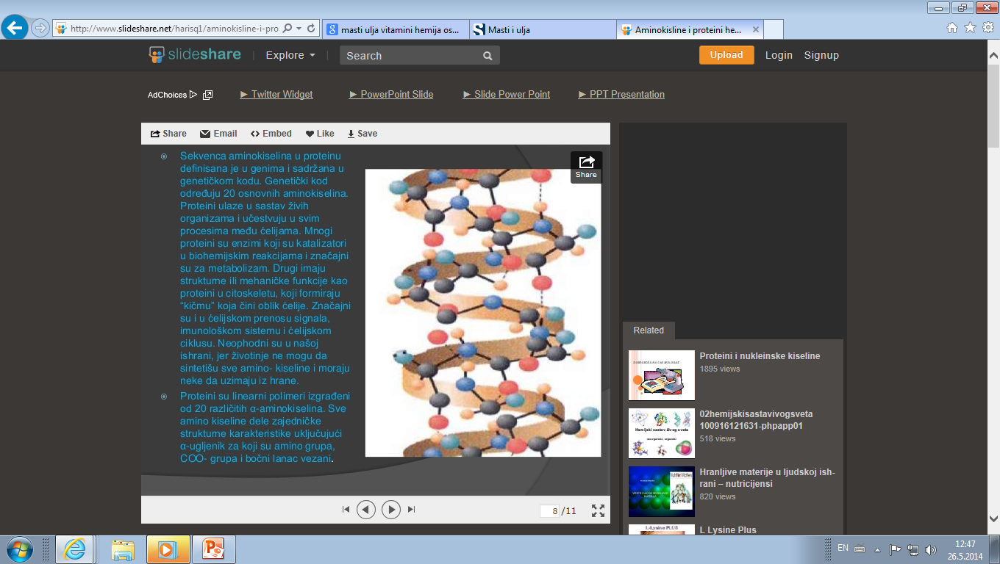 http://www.slideshare.net/harisq1/aminokisline-i-pro
masti ulja vitamini hemija os...
Masti i ulja
Aminokisline i proteini he...
slideshare
Explore
Search
Upload
Login
Signup
AdChoices
► Twitter Widget
► PowerPoint Slide
► Slide Power Point
► PPT Presentation
Share
Email
Embed
Like
Save
Share
Sekvenca aminokiselina u proteinu
definisana je u genima i sadržana u
genetičkom kodu. Genetički kod
određuju 20 osnovnih aminokiselina.
Proteini ulaze u sastav živih
organizama i učestvuju u svim
procesima među ćelijama. Mnogi
proteini su enzimi koji su katalizatori
u biohemijskim reakcijama i značajni
su za metabolizam. Drugi imaju
strukturne ili mehaničke funkcije kao
proteini u citoskeletu, koji formiraju
“kičmu” koja čini oblik ćelije. Značajni
su i u ćelijskom prenosu signala,
imunološkom sistemu i ćelijskom
ciklusu. Neophodni su u našoj
ishrani, jer životinje ne mogu da
sintetišu sve amino- kiseline i moraju
neke da uzimaju iz hrane.
Proteini su linearni polimeri izgrađeni
od 20 različitih α-aminokiselina. Sve
amino kiseline dele zajedničke
strukturne karakteristike uključujući
α-ugljenik za koji su amino grupa,
COO- grupa i bočni lanac vezani.
8 /11
Related
Proteini i nukleinske kiseline
1895 views
02hemijskisastavivogsveta
100916121631-phpapp01
518 views
Hemijski sastav živog sveta
Hranljive materije u ljudskoj ish-
rani – nutricijensi
820 views
L-Lysine PLUS
L Lysine Plus
EN
12:47
26.5.2014